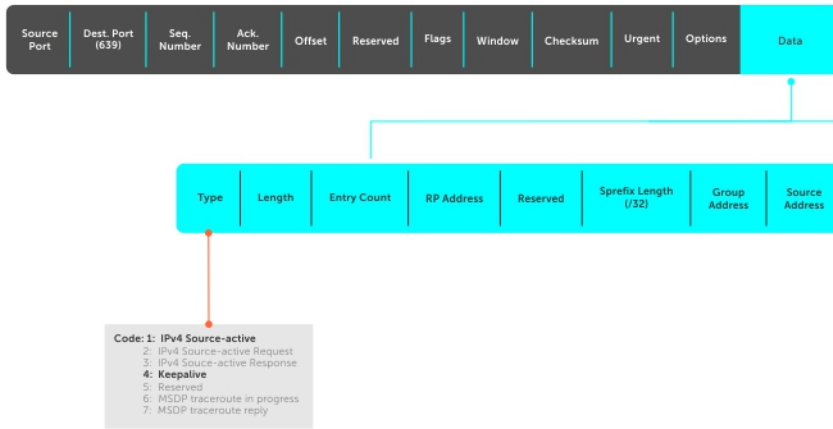 Source
Port
Dest. Port
(639)
Seq.
Number
Ack.
Number
Offset
Reserved
Flags
Window
Checksum
Urgent
Options
Data
Type
Length
Entry Count
RP Address
Reserved
Sprefix Length
(/32)
Group
Address
Source
Address
Code: 1: IPv4 Source-active
2: IPv4 Source-active Request
3: IPv4 Souce-active Response
4: Keepalive
5: Reserved
6: MSDP traceroute in progress
7: MSDP traceroute reply